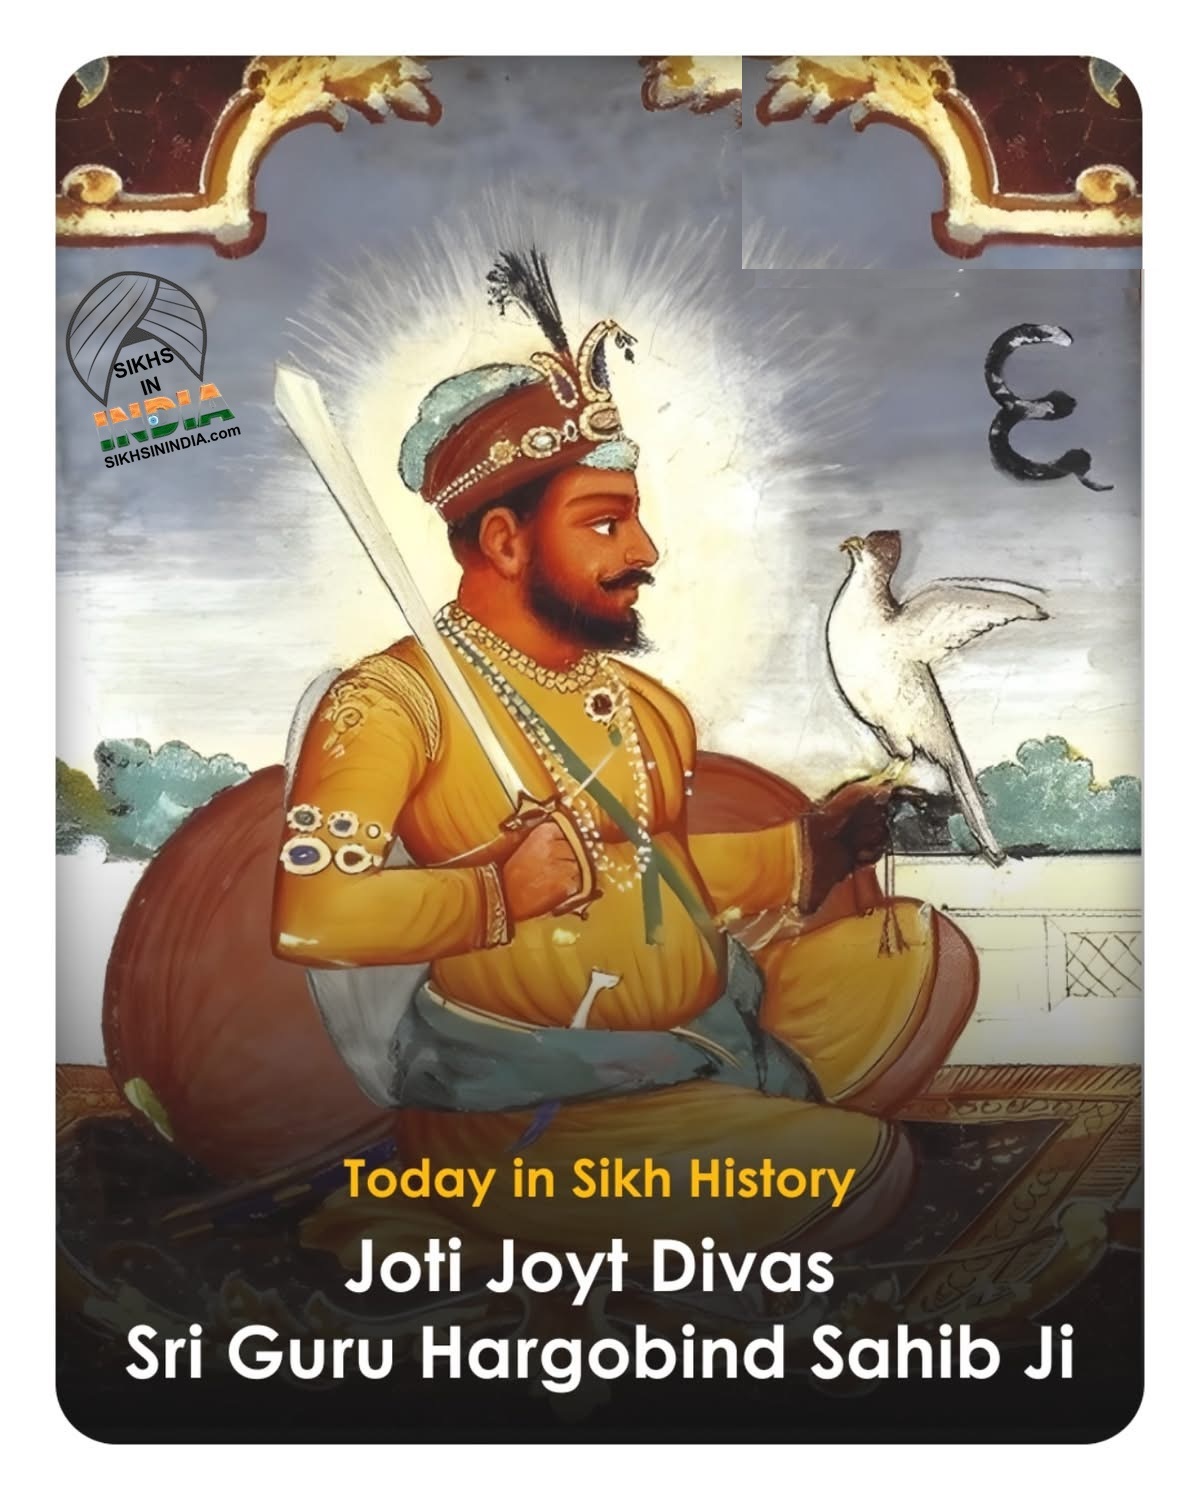 SIKHS
IN
INDIA
SIKHSININDIA.com
੬
Today in Sikh History
Joti Joyt Divas
Sri Guru Hargobind Sahib Ji